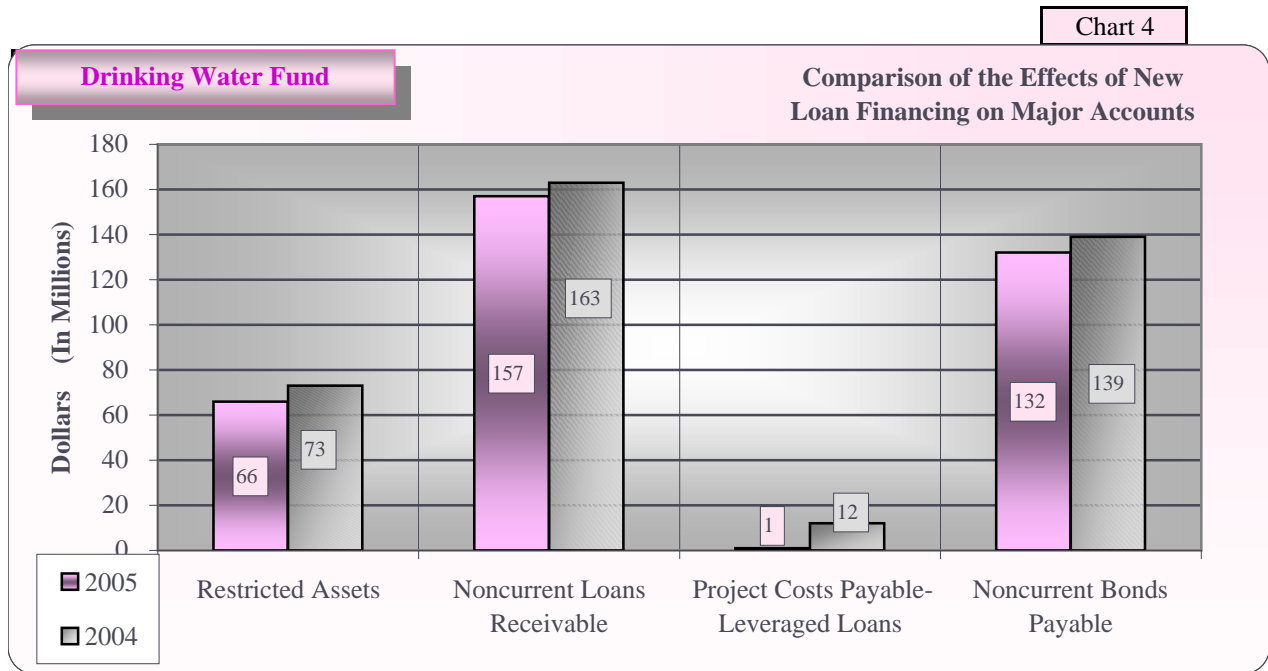 Chart 4
Drinking Water Fund
Comparison of the Effects of New
Loan Financing on Major Accounts
Dollars (In Millions)
180
160
140
120
100
80
60
40
20
0
66
73
157
163
1
12
132
139
Restricted Assets
Noncurrent Loans
Receivable
Project Costs Payable-
Leveraged Loans
Noncurrent Bonds
Payable
2005
2004